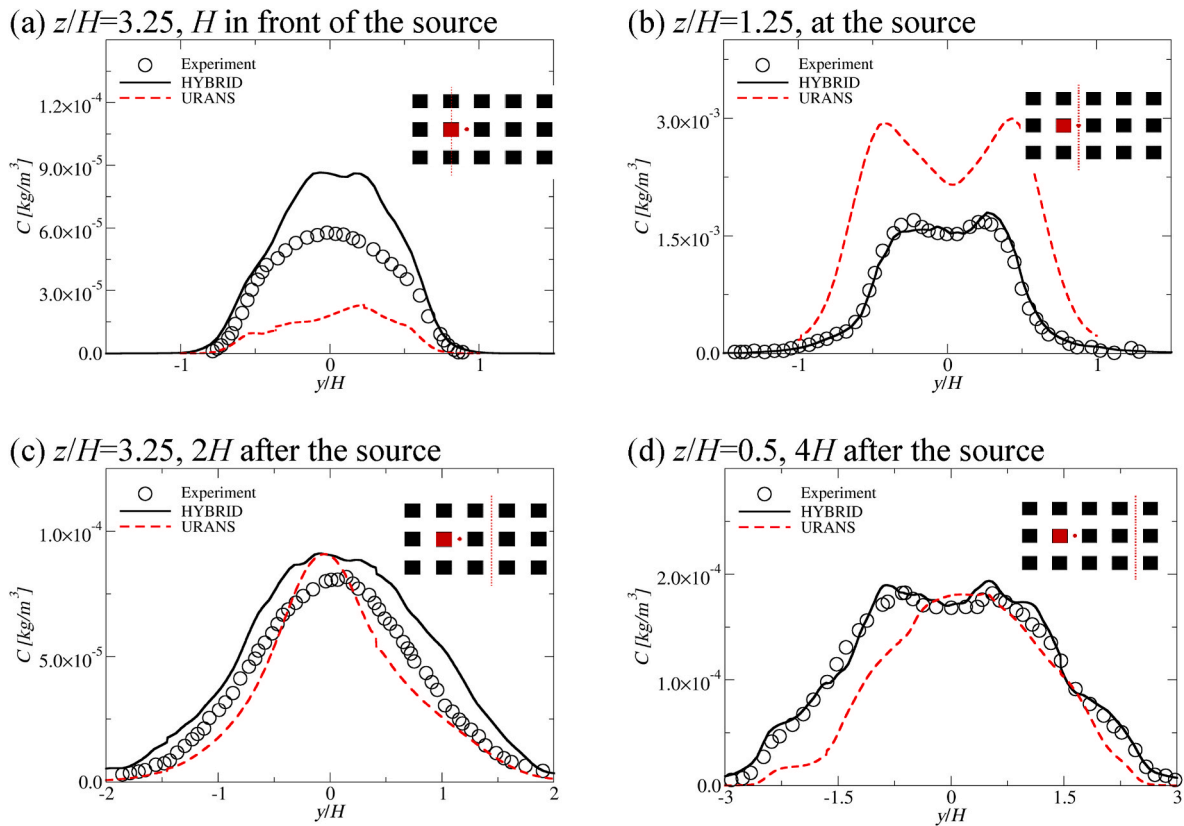 (a) z/H=3.25, H in front of the source
Experiment
HYBRID
URANS
1.2×10⁻⁴
9.0×10⁻⁵
6.0×10⁻⁵
3.0×10⁻⁵
0.0
C [kg/m³]
-1 0 1
y/H
(b) z/H=1.25, at the source
Experiment
HYBRID
URANS
3.0×10⁻³
1.5×10⁻³
0.0
C [kg/m³]
-1 0 1
y/H
(c) z/H=3.25, 2H after the source
Experiment
HYBRID
URANS
1.0×10⁻⁴
5.0×10⁻⁵
0.0
C [kg/m³]
-2 -1 0 1 2
y/H
(d) z/H=0.5, 4H after the source
Experiment
HYBRID
URANS
2.0×10⁻⁴
1.0×10⁻⁴
0.0×10⁰
C [kg/m³]
-3 -1.5 0 1.5 3
y/H